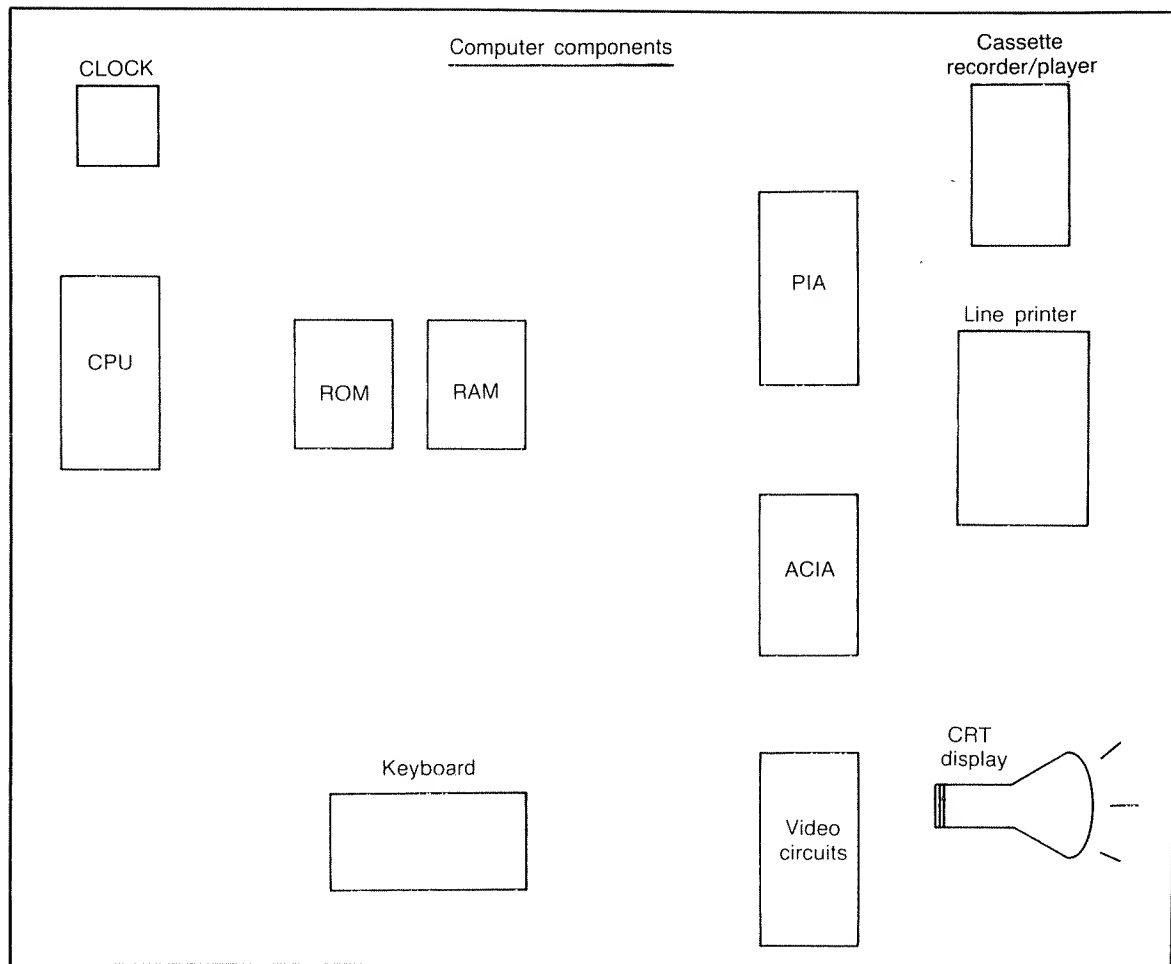 Computer components
CLOCK
Cassette
recorder/player
PIA
Line printer
CPU
ROM
RAM
ACIA
CRT
display
Keyboard
Video
circuits